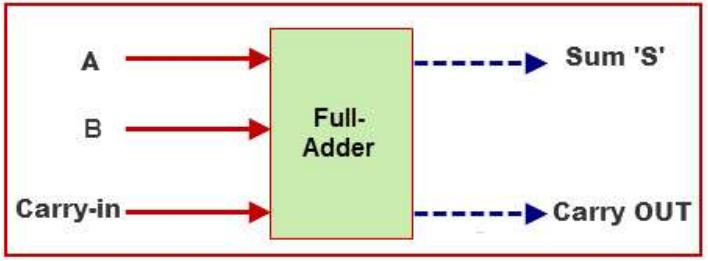 A
B
Carry-in
Full-
Adder
Sum 'S'
Carry OUT